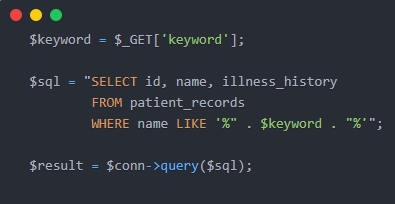 $keyword = $_GET['keyword'];
$sql = "SELECT id, name, illness_history
FROM patient_records
WHERE name LIKE '%" . $keyword . "%'";
$result = $conn->query($sql);